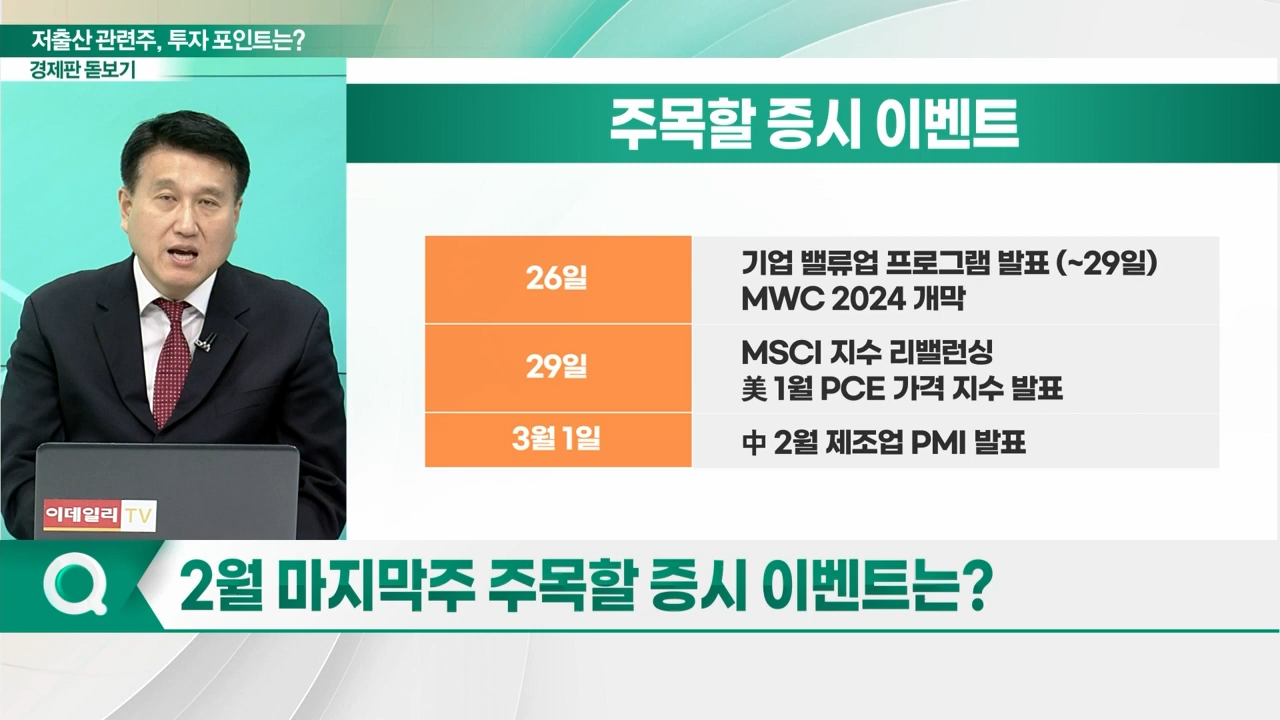 저출산 관련주, 투자 포인트는?
경제판 돋보기
주목할 증시 이벤트
26일
기업 밸류업 프로그램 발표 (~29일)
MWC 2024 개막
29일
MSCI 지수 리밸런싱
美 1월 PCE 가격 지수 발표
3월 1일
中 2월 제조업 PMI 발표
이데일리 TV
2월 마지막주 주목할 증시 이벤트는?